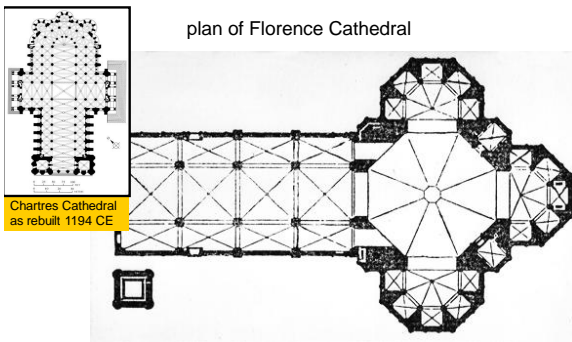 plan of Florence Cathedral
Chartres Cathedral
as rebuilt 1194 CE